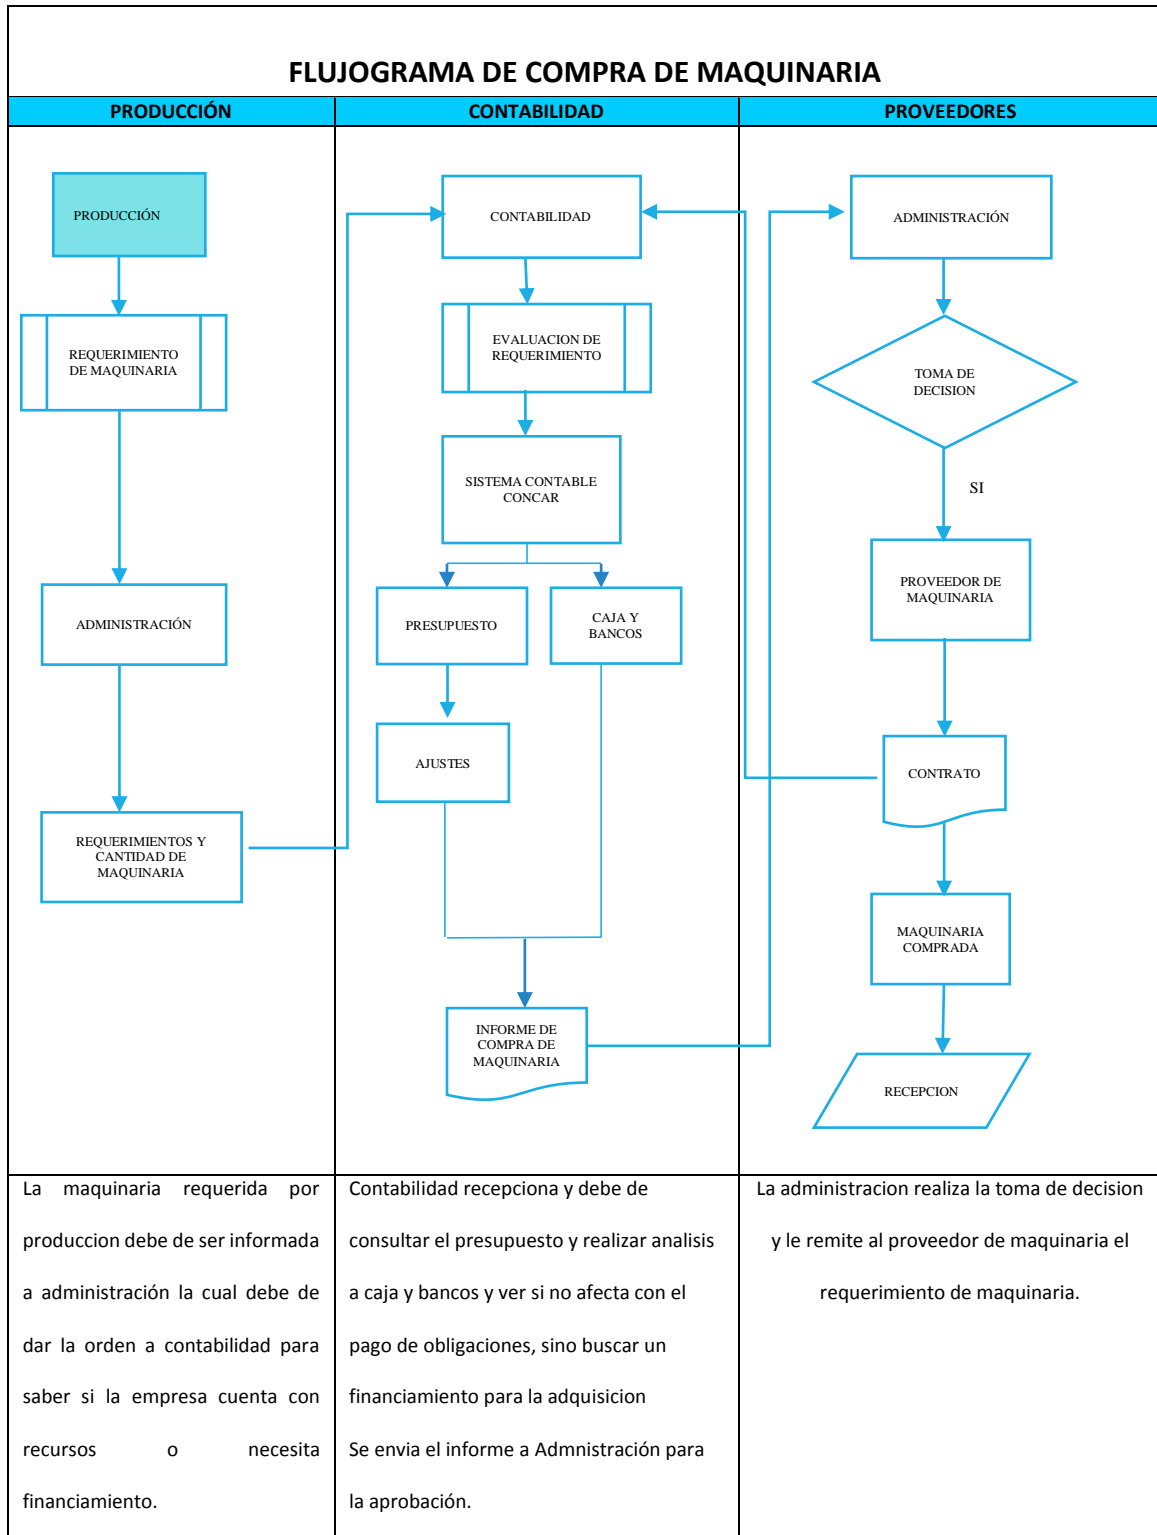 FLUJOGRAMA DE COMPRA DE MAQUINARIA
PRODUCCIÓN
CONTABILIDAD
PROVEEDORES
PRODUCCIÓN
REQUERIMIENTO
DE MAQUINARIA
ADMINISTRACIÓN
REQUERIMIENTOS Y
CANTIDAD DE
MAQUINARIA
CONTABILIDAD
EVALUACION DE
REQUERIMIENTO
SISTEMA CONTABLE
CONCAR
PRESUPUESTO
CAJA Y
BANCOS
AJUSTES
INFORME DE
COMPRA DE
MAQUINARIA
ADMINISTRACIÓN
TOMA DE
DECISION
SI
PROVEEDOR DE
MAQUINARIA
CONTRATO
MAQUINARIA
COMPRADA
RECEPCION
La maquinaria requerida por
produccion debe de ser informada
a administración la cual debe de
dar la orden a contabilidad para
saber si la empresa cuenta con
recursos o necesita
financiamiento.
Contabilidad recepciona y debe de
consultar el presupuesto y realizar analisis
a caja y bancos y ver si no afecta con el
pago de obligaciones, sino buscar un
financiamiento para la adquisicion
Se envia el informe a Admnistración para
la aprobación.
La administracion realiza la toma de decision
y le remite al proveedor de maquinaria el
requerimiento de maquinaria.